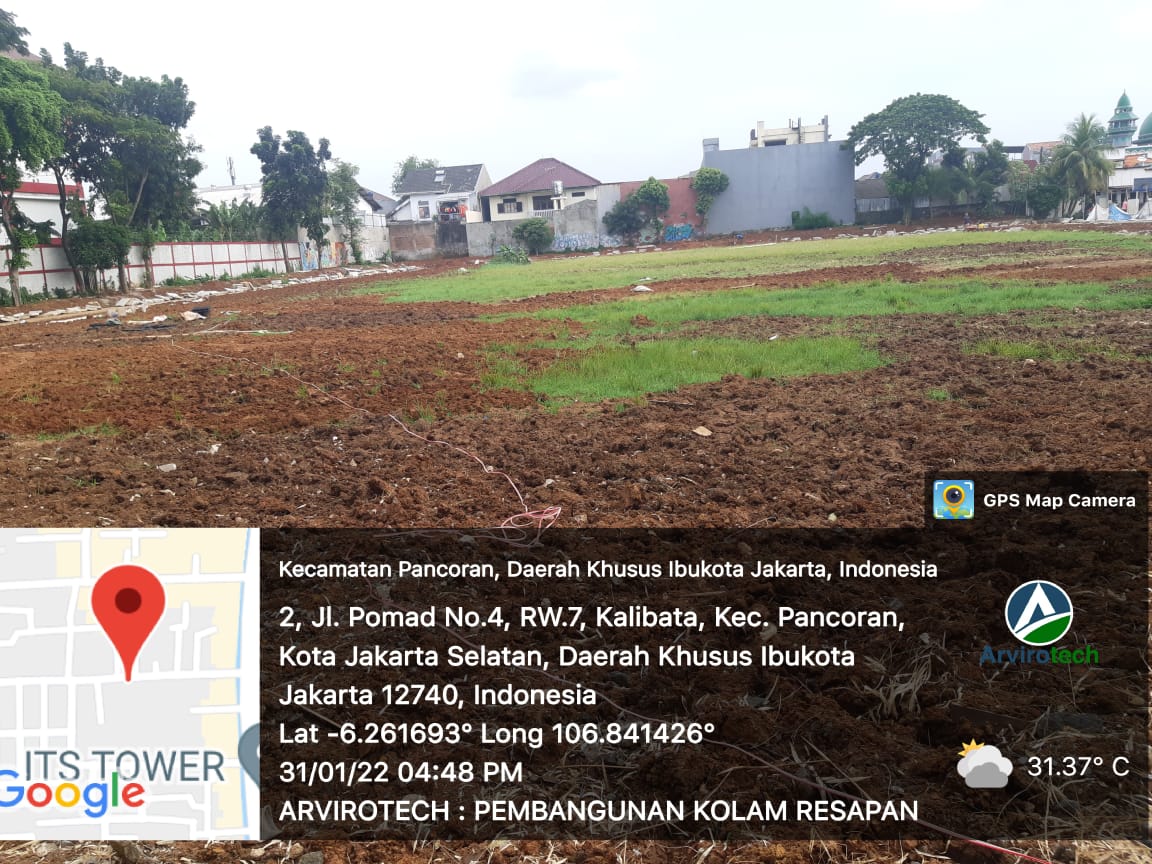 GPS Map Camera
Kecamatan Pancoran, Daerah Khusus Ibukota Jakarta, Indonesia
2, Jl. Pomad No.4, RW.7, Kalibata, Kec. Pancoran,
Kota Jakarta Selatan, Daerah Khusus Ibukota
Jakarta 12740, Indonesia
Lat -6.261693° Long 106.841426°
31/01/22 04:48 PM
ARVIROTECH : PEMBANGUNAN KOLAM RESAPAN
Arvirotech
31.37° C
ITS TOWER
Google